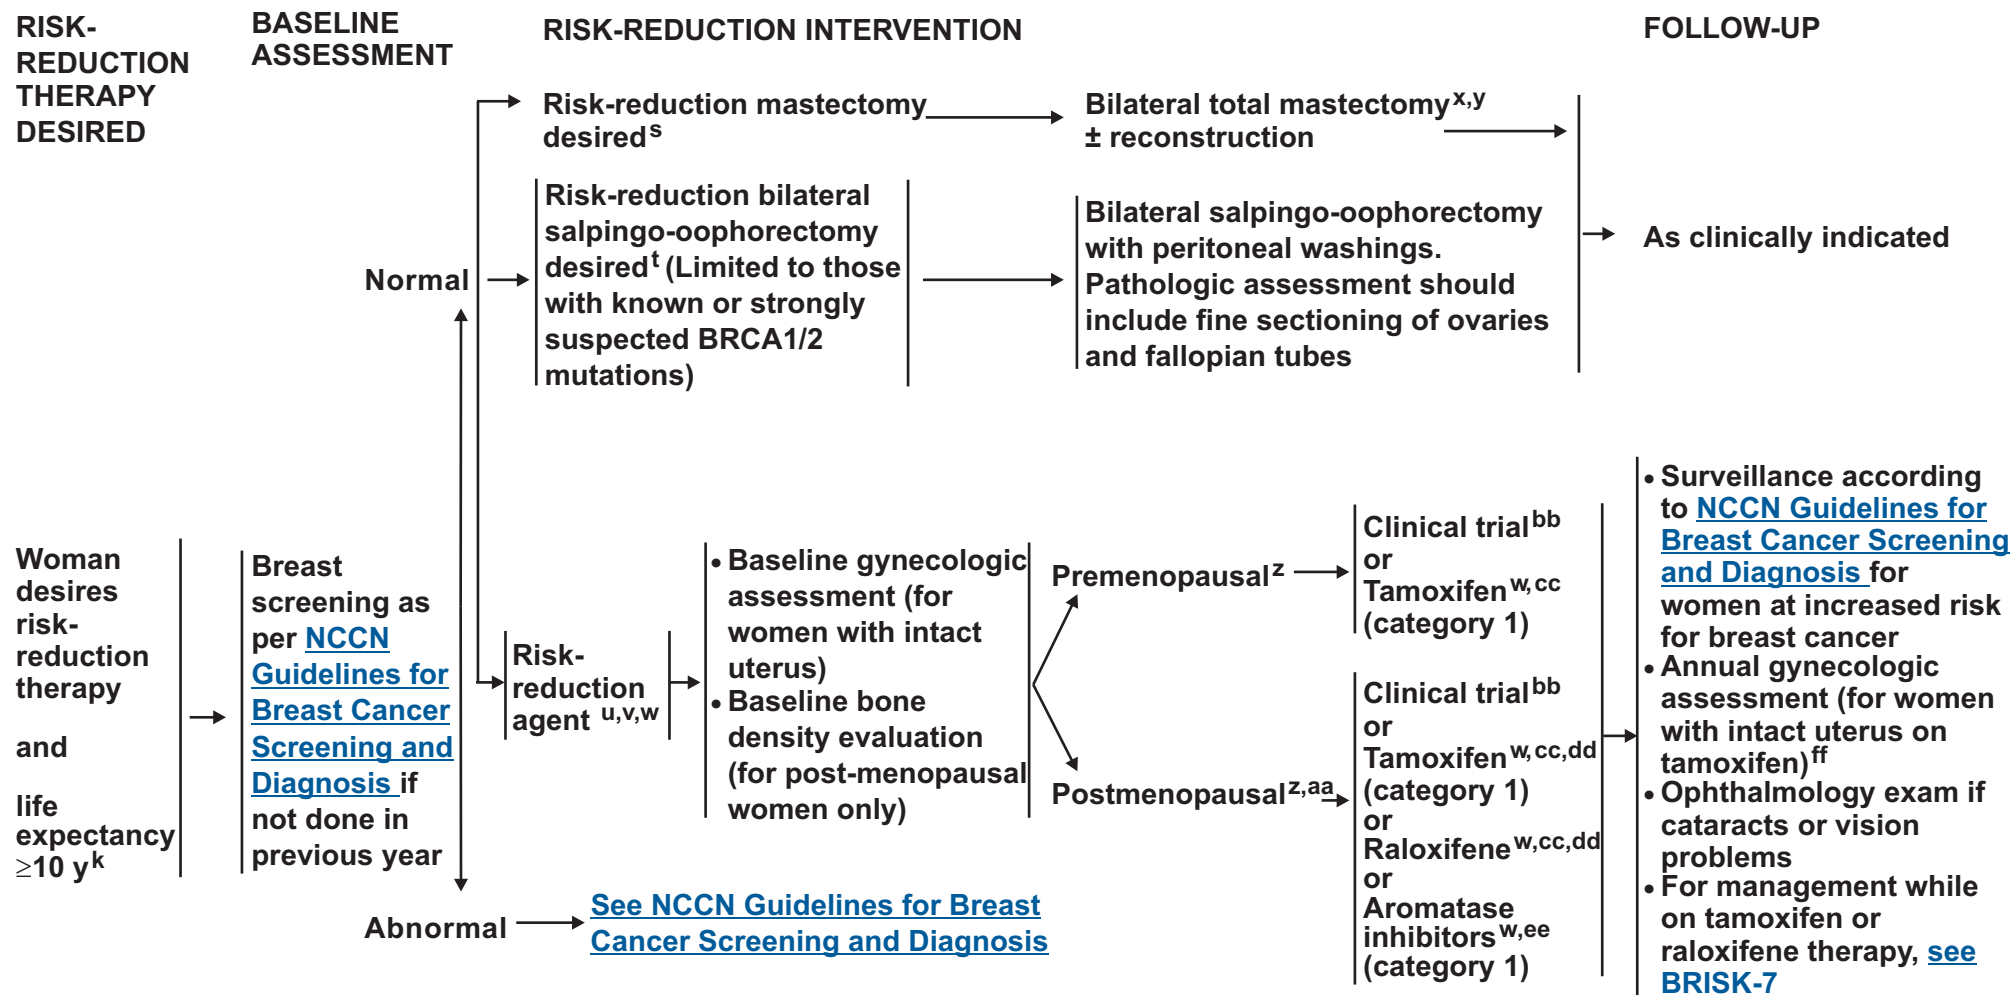 RISK-
REDUCTION
THERAPY
DESIRED
BASELINE
ASSESSMENT
RISK-REDUCTION INTERVENTION
FOLLOW-UP
Woman
desires
risk-
reduction
therapy
and
life
expectancy
≥10 y k
Breast
screening as
per NCCN
Guidelines for
Breast Cancer
Screening and
Diagnosis if
not done in
previous year
Normal
Abnormal
See NCCN Guidelines for Breast
Cancer Screening and Diagnosis
Risk-reduction mastectomy
desired s
Bilateral total mastectomy x,y
± reconstruction
Risk-reduction bilateral
salpingo-oophorectomy
desired t (Limited to those
with known or strongly
suspected BRCA1/2
mutations)
Bilateral salpingo-oophorectomy
with peritoneal washings.
Pathologic assessment should
include fine sectioning of ovaries
and fallopian tubes
As clinically indicated
Risk-
reduction
agent u,v,w
• Baseline gynecologic
assessment (for
women with intact
uterus)
• Baseline bone
density evaluation
(for post-menopausal
women only)
Premenopausal z
Clinical trial bb
or
Tamoxifen w,cc
(category 1)
Postmenopausal z,aa
Clinical trial bb
or
Tamoxifen w,cc,dd
(category 1)
or
Raloxifene w,cc,dd
or
Aromatase
inhibitors w,ee
(category 1)
• Surveillance according
to NCCN Guidelines for
Breast Cancer Screening
and Diagnosis for
women at increased risk
for breast cancer
• Annual gynecologic
assessment (for women
with intact uterus on
tamoxifen) ff
• Ophthalmology exam if
cataracts or vision
problems
• For management while
on tamoxifen or
raloxifene therapy, see
BRISK-7